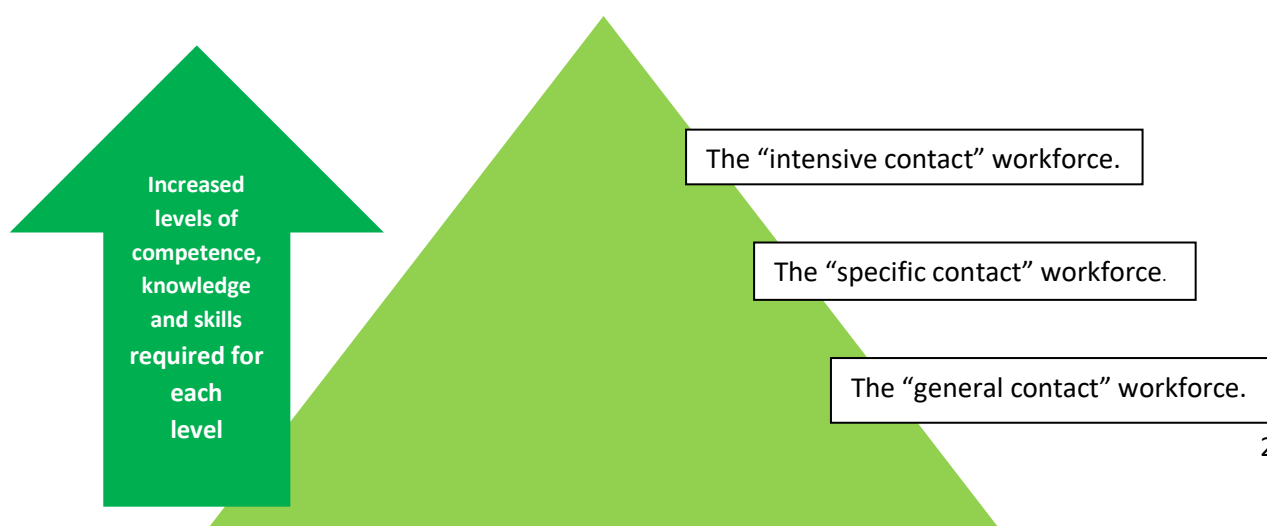 Increased
levels of
competence,
knowledge
and skills
required for
each
level
The “intensive contact” workforce.
The “specific contact” workforce.
The “general contact” workforce.
2